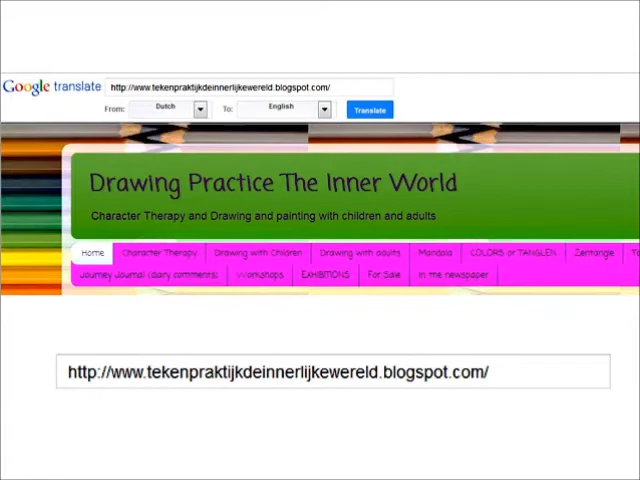 Google translate
http://www.tekenpraktijkdeinnerlijkewereld.blogspot.com/
From: Dutch To: English Translate
Drawing Practice The Inner World
Character Therapy and Drawing and painting with children and adults
Home Character Therapy Drawing with Children Drawing with adults Mandala COLORS or TANGLEN Zentangle
Journey Journal (diary comments) Workshops EXHIBITIONS For Sale In the newspaper
http://www.tekenpraktijkdeinnerlijkewereld.blogspot.com/